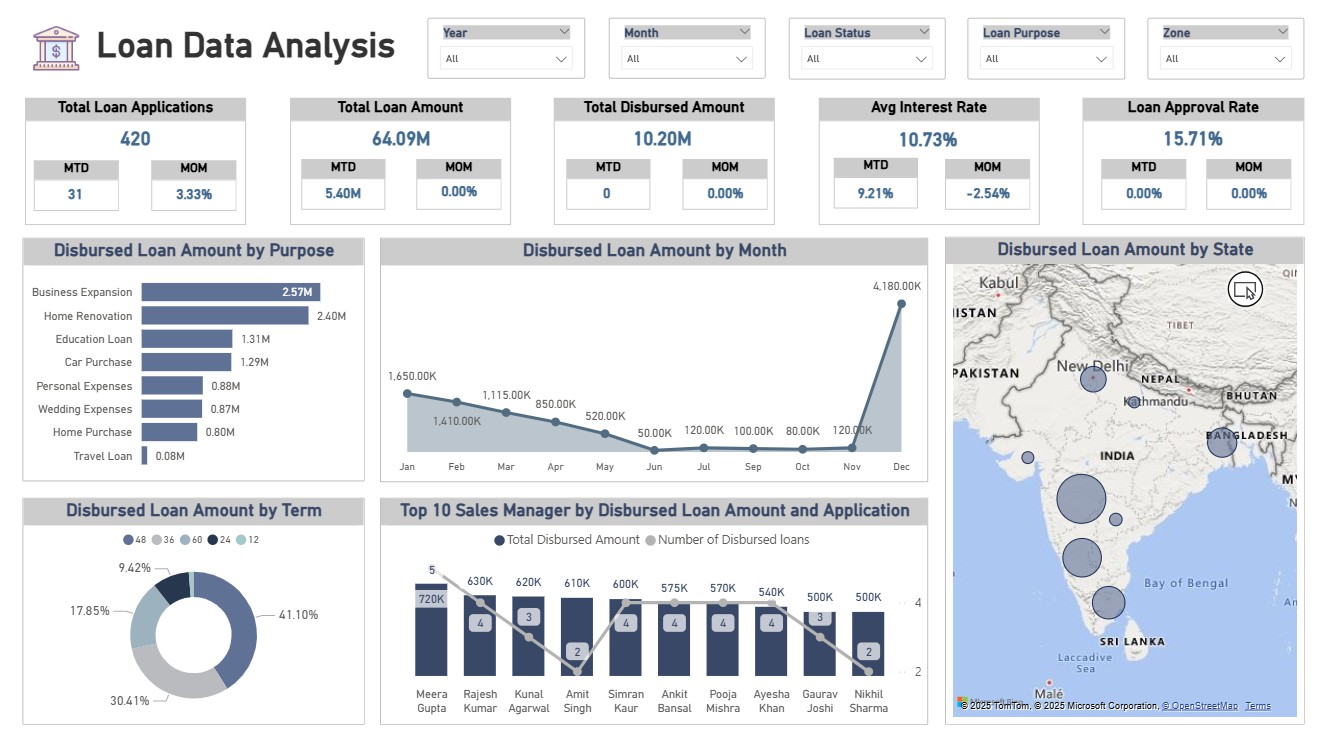 Loan Data Analysis
Year
All
Month
All
Loan Status
All
Loan Purpose
All
Zone
All
Total Loan Applications
420
MTD
31
MOM
3.33%
Total Loan Amount
64.09M
MTD
5.40M
MOM
0.00%
Total Disbursed Amount
10.20M
MTD
0
MOM
0.00%
Avg Interest Rate
10.73%
MTD
9.21%
MOM
-2.54%
Loan Approval Rate
15.71%
MTD
0.00%
MOM
0.00%
Disbursed Loan Amount by Purpose
Business Expansion 2.57M
Home Renovation 2.40M
Education Loan 1.31M
Car Purchase 1.29M
Personal Expenses 0.88M
Wedding Expenses 0.87M
Home Purchase 0.80M
Travel Loan 0.08M
Disbursed Loan Amount by Month
1,650.00K
1,410.00K
1,115.00K
850.00K
520.00K
50.00K
120.00K
100.00K
80.00K
120.00K
4,180.00K
Jan Feb Mar Apr May Jun Jul Sep Oct Nov Dec
Disbursed Loan Amount by State
Kabul
TIBET
PAKISTAN
New Delhi
NEPAL
Kathmandu
BHUTAN
BANGLADESH
INDIA
Bay of Bengal
SRI LANKA
Laccadive
Sea
Malé
© 2025 TomTom, © 2025 Microsoft Corporation, © OpenStreetMap Terms
Disbursed Loan Amount by Term
48 36 60 24 12
9.42%
17.85%
41.10%
30.41%
Top 10 Sales Manager by Disbursed Loan Amount and Application
Total Disbursed Amount Number of Disbursed loans
5
720K 630K 620K 610K 600K 575K 570K 540K 500K 500K
4 3 2 4 4 4 4 3 2
4
2
Meera Rajesh Kunal Amit Simran Ankit Pooja Ayesha Gaurav Nikhil
Gupta Kumar Agarwal Singh Kaur Bansal Mishra Khan Joshi Sharma